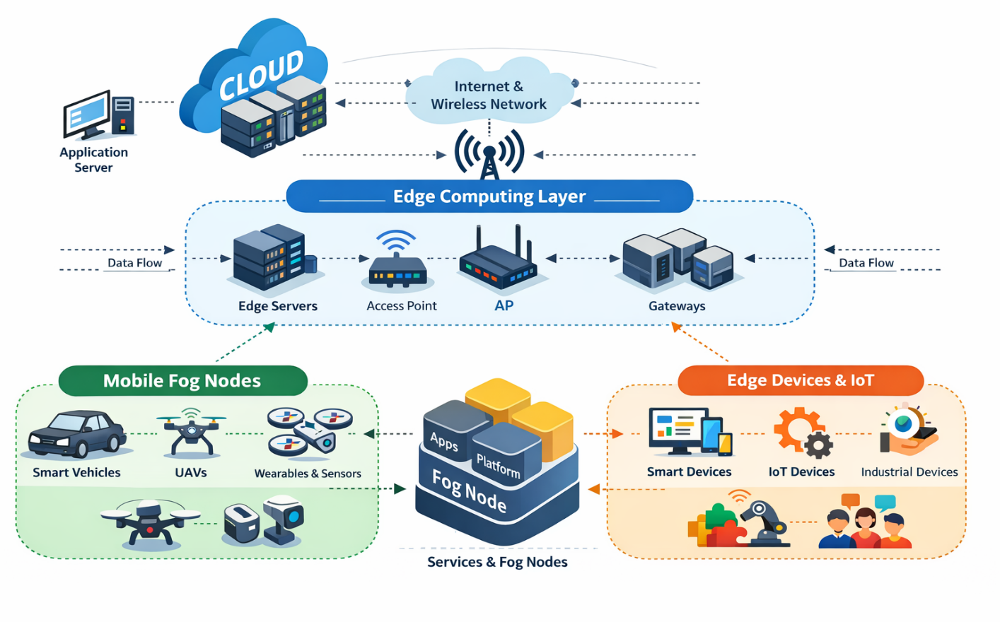 CLOUD
Internet &
Wireless Network
Application
Server
Edge Computing Layer
Data Flow
Data Flow
Edge Servers
Access Point
AP
Gateways
Mobile Fog Nodes
Edge Devices & IoT
Smart Vehicles
UAVs
Wearables & Sensors
Apps
Platform
Fog Node
Smart Devices
IoT Devices
Industrial Devices
Services & Fog Nodes